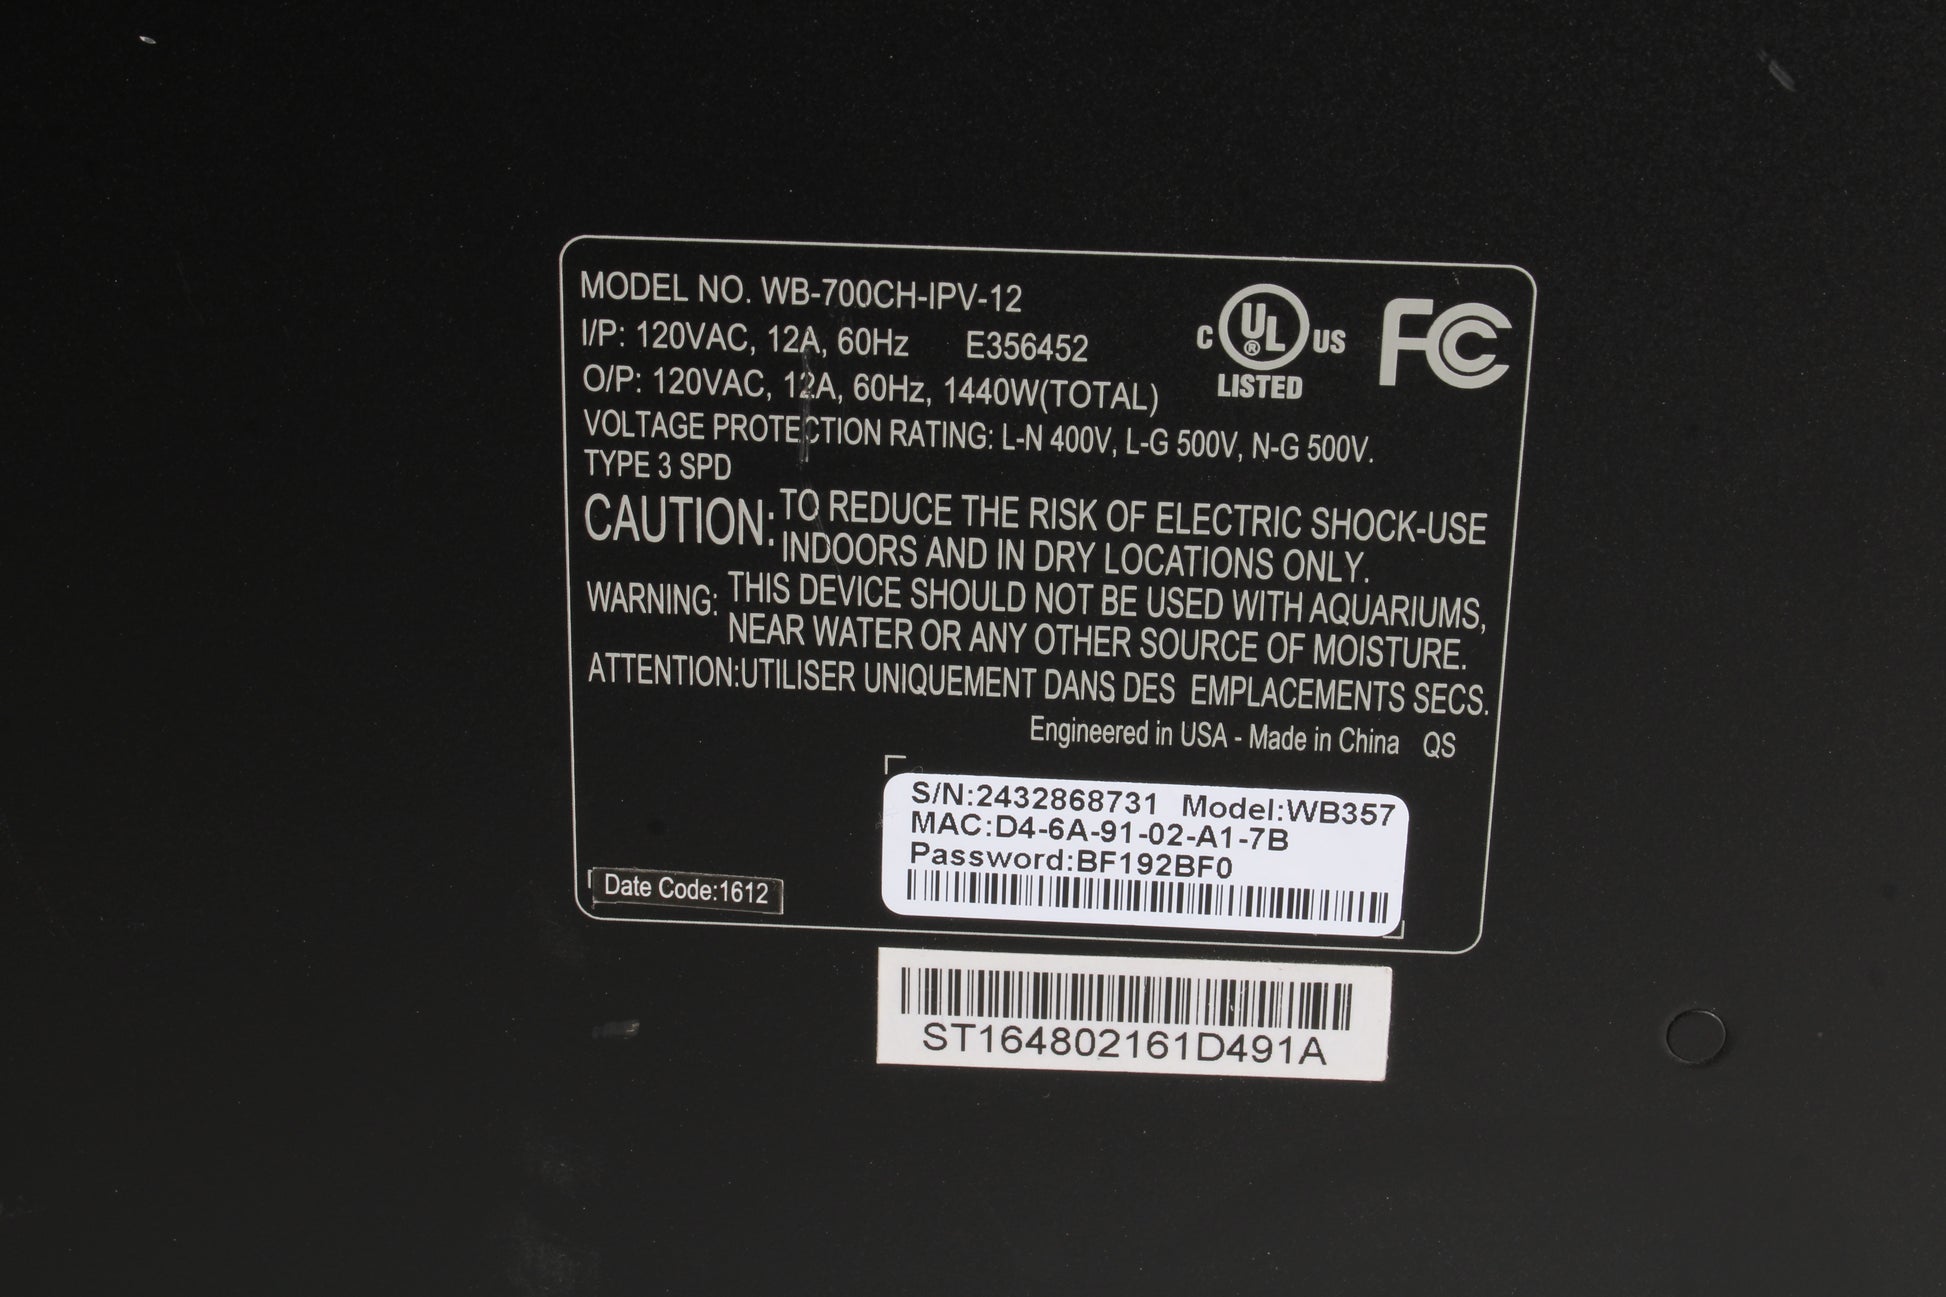 MODEL NO. WB-700CH-IPV-12
I/P: 120VAC, 12A, 60Hz E356452
O/P: 120VAC, 12A, 60Hz, 1440W(TOTAL)
C UL ® US
LISTED
FCC
VOLTAGE PROTECTION RATING: L-N 400V, L-G 500V, N-G 500V.
TYPE 3 SPD
CAUTION: TO REDUCE THE RISK OF ELECTRIC SHOCK-USE
INDOORS AND IN DRY LOCATIONS ONLY.
WARNING: THIS DEVICE SHOULD NOT BE USED WITH AQUARIUMS,
NEAR WATER OR ANY OTHER SOURCE OF MOISTURE.
ATTENTION:UTILISER UNIQUEMENT DANS DES EMPLACEMENTS SECS.
Engineered in USA - Made in China QS
S/N:2432868731 Model:WB357
MAC:D4-6A-91-02-A1-7B
Password:BF192BF0
Date Code:1612
ST164802161D491A